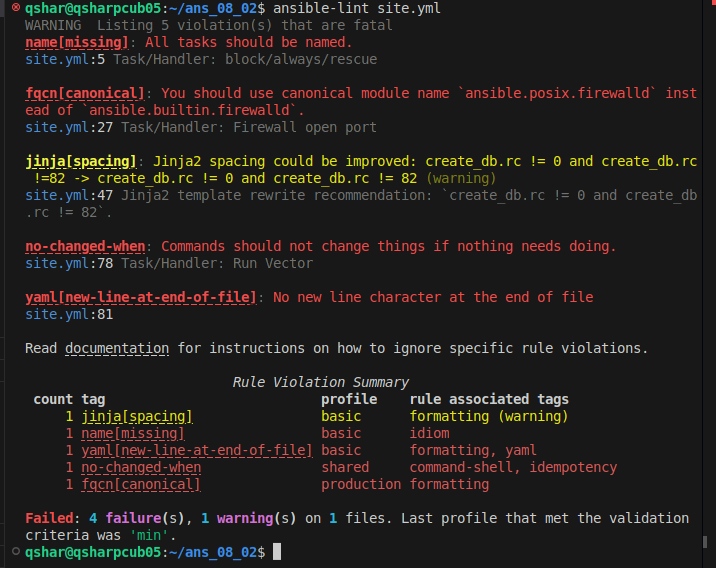 qshar@qsharpcub05:~/ans_08_02$ ansible-lint site.yml
WARNING  Listing 5 violation(s) that are fatal
name[missing]: All tasks should be named.
site.yml:5 Task/Handler: block/always/rescue
fqcn[canonical]: You should use canonical module name `ansible.posix.firewalld` inst
ead of `ansible.builtin.firewalld`.
site.yml:27 Task/Handler: Firewall open port
jinja[spacing]: Jinja2 spacing could be improved: create_db.rc != 0 and create_db.rc
 !=82 -> create_db.rc != 0 and create_db.rc != 82 (warning)
site.yml:47 Jinja2 template rewrite recommendation: `create_db.rc != 0 and create_db
.rc != 82`.
no-changed-when: Commands should not change things if nothing needs doing.
site.yml:78 Task/Handler: Run Vector
yaml[new-line-at-end-of-file]: No new line character at the end of file
site.yml:81
Read documentation for instructions on how to ignore specific rule violations.
Rule Violation Summary
count tag profile rule associated tags
1 jinja[spacing] basic formatting (warning)
1 name[missing] basic idiom
1 yaml[new-line-at-end-of-file] basic formatting, yaml
1 no-changed-when shared command-shell, idempotency
1 fqcn[canonical] production formatting
Failed: 4 failure(s), 1 warning(s) on 1 files. Last profile that met the validation
criteria was 'min'.
qshar@qsharpcub05:~/ans_08_02$